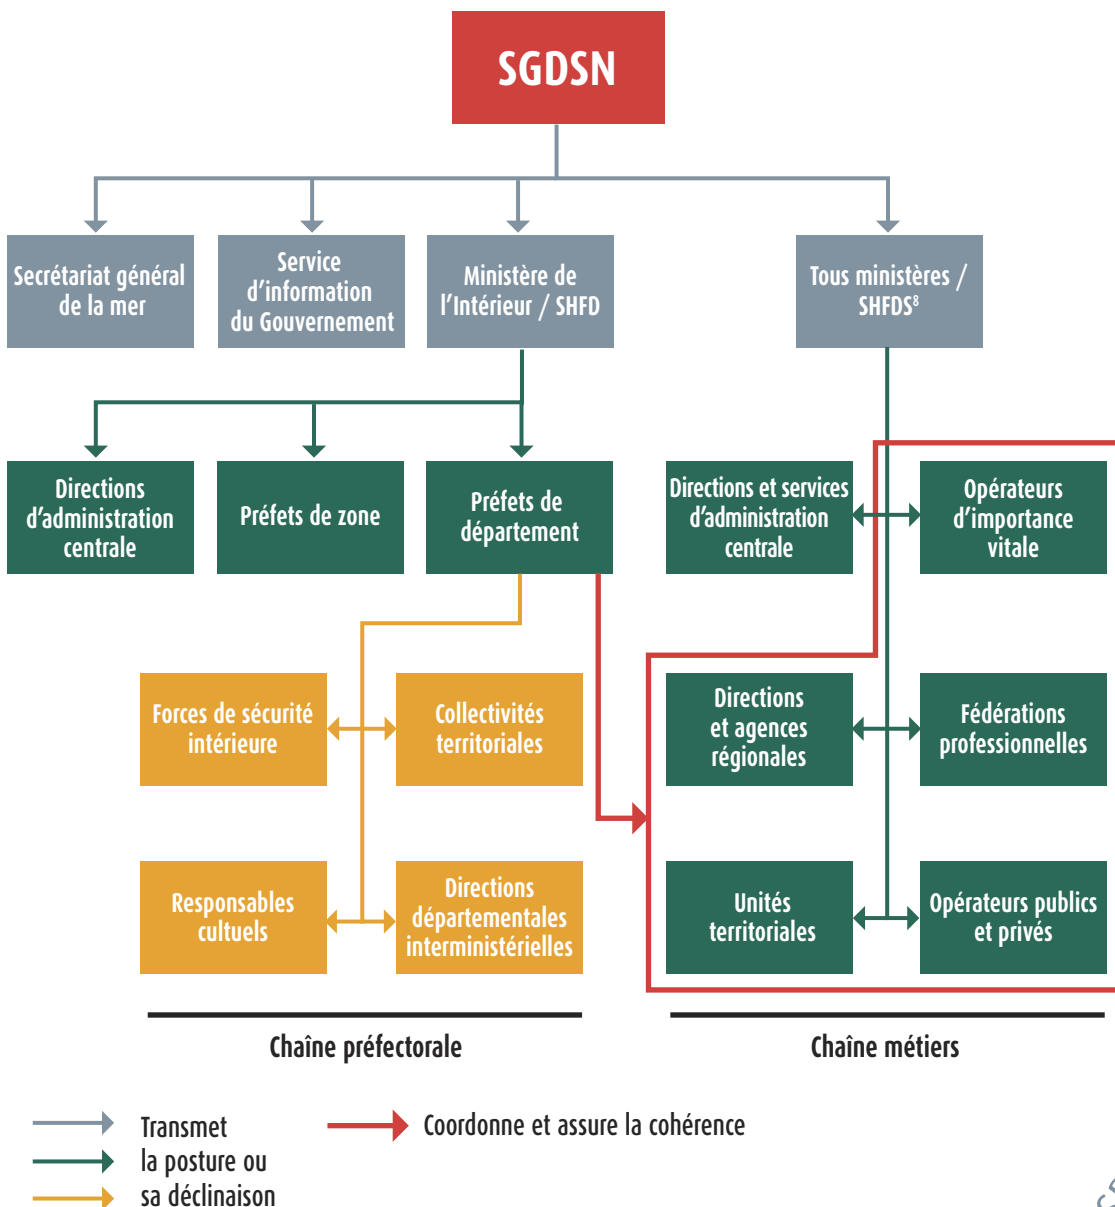 SGDSN
Secrétariat général
de la mer
Service
d'information
du Gouvernement
Ministère de
l'Intérieur / SHFD
Tous ministères /
SHFDS⁸
Directions
d'administration
centrale
Préfets de zone
Préfets de
département
Directions et services
d'administration
centrale
Opérateurs
d'importance
vitale
Forces de sécurité
intérieure
Collectivités
territoriales
Directions
et agences
régionales
Fédérations
professionnelles
Responsables
cultuels
Directions
départementales
interministérielles
Unités
territoriales
Opérateurs publics
et privés
Chaîne préfectorale
Chaîne métiers
Transmet
la posture ou
sa déclinaison
Coordonne et assure la cohérence